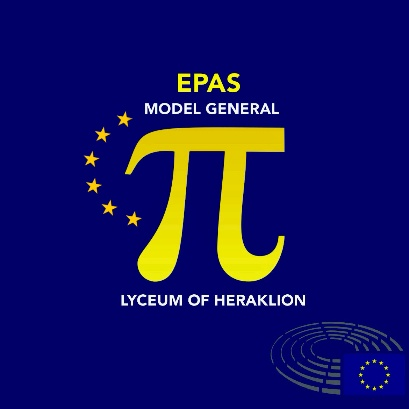 EPAS
MODEL GENERAL
π
LYCEUM OF HERAKLION